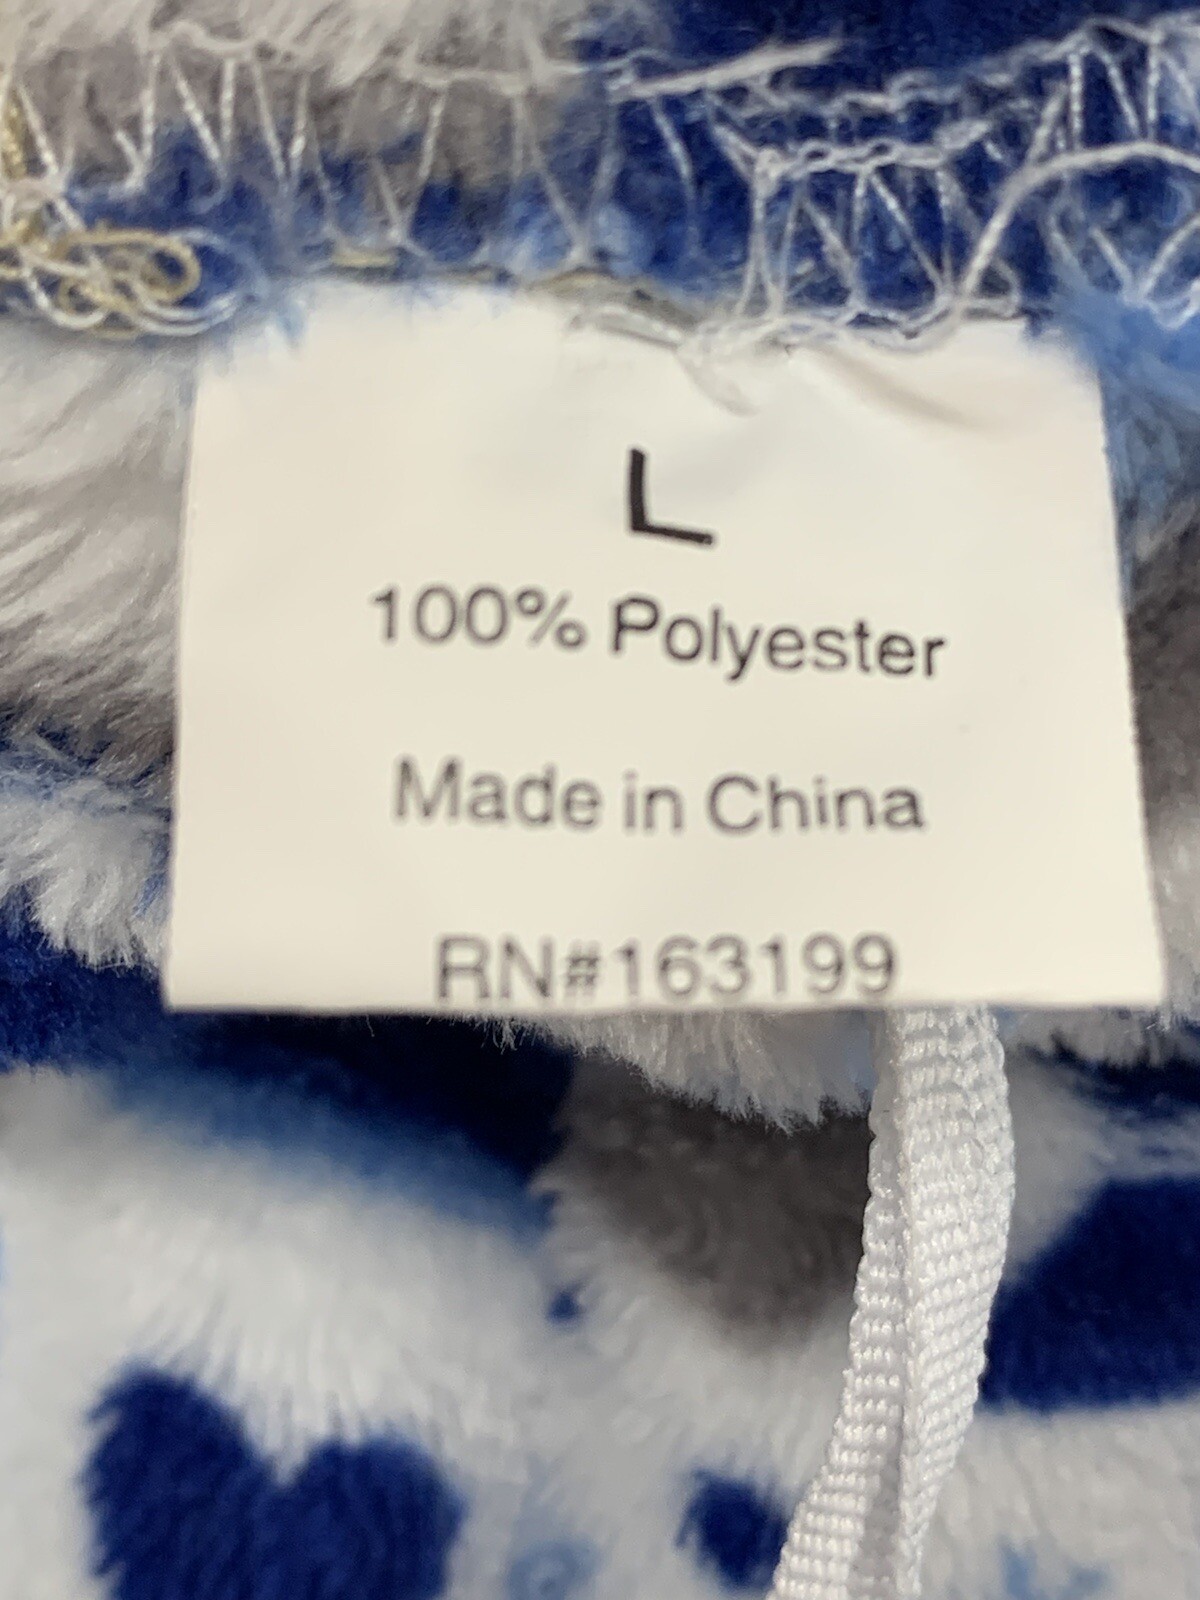 L
100% Polyester
Made in China
RN#163199